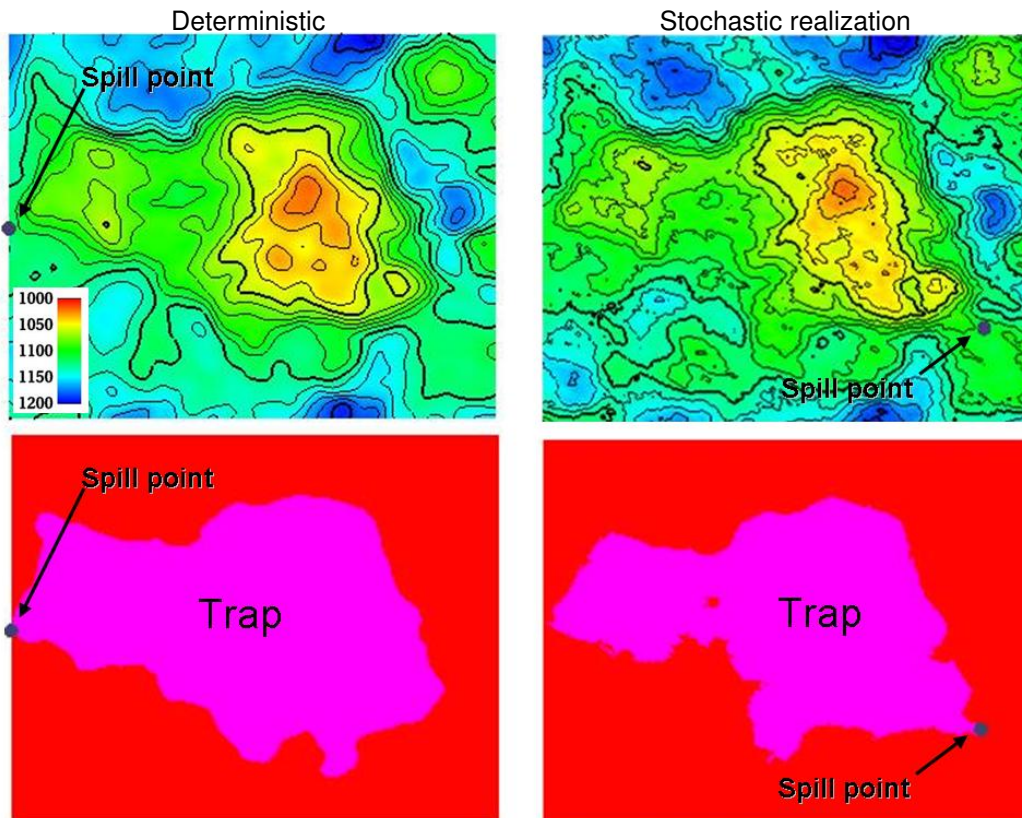 Deterministic
Stochastic realization
Spill point
1000
1050
1100
1150
1200
Spill point
Spill point
Trap
Trap
Spill point